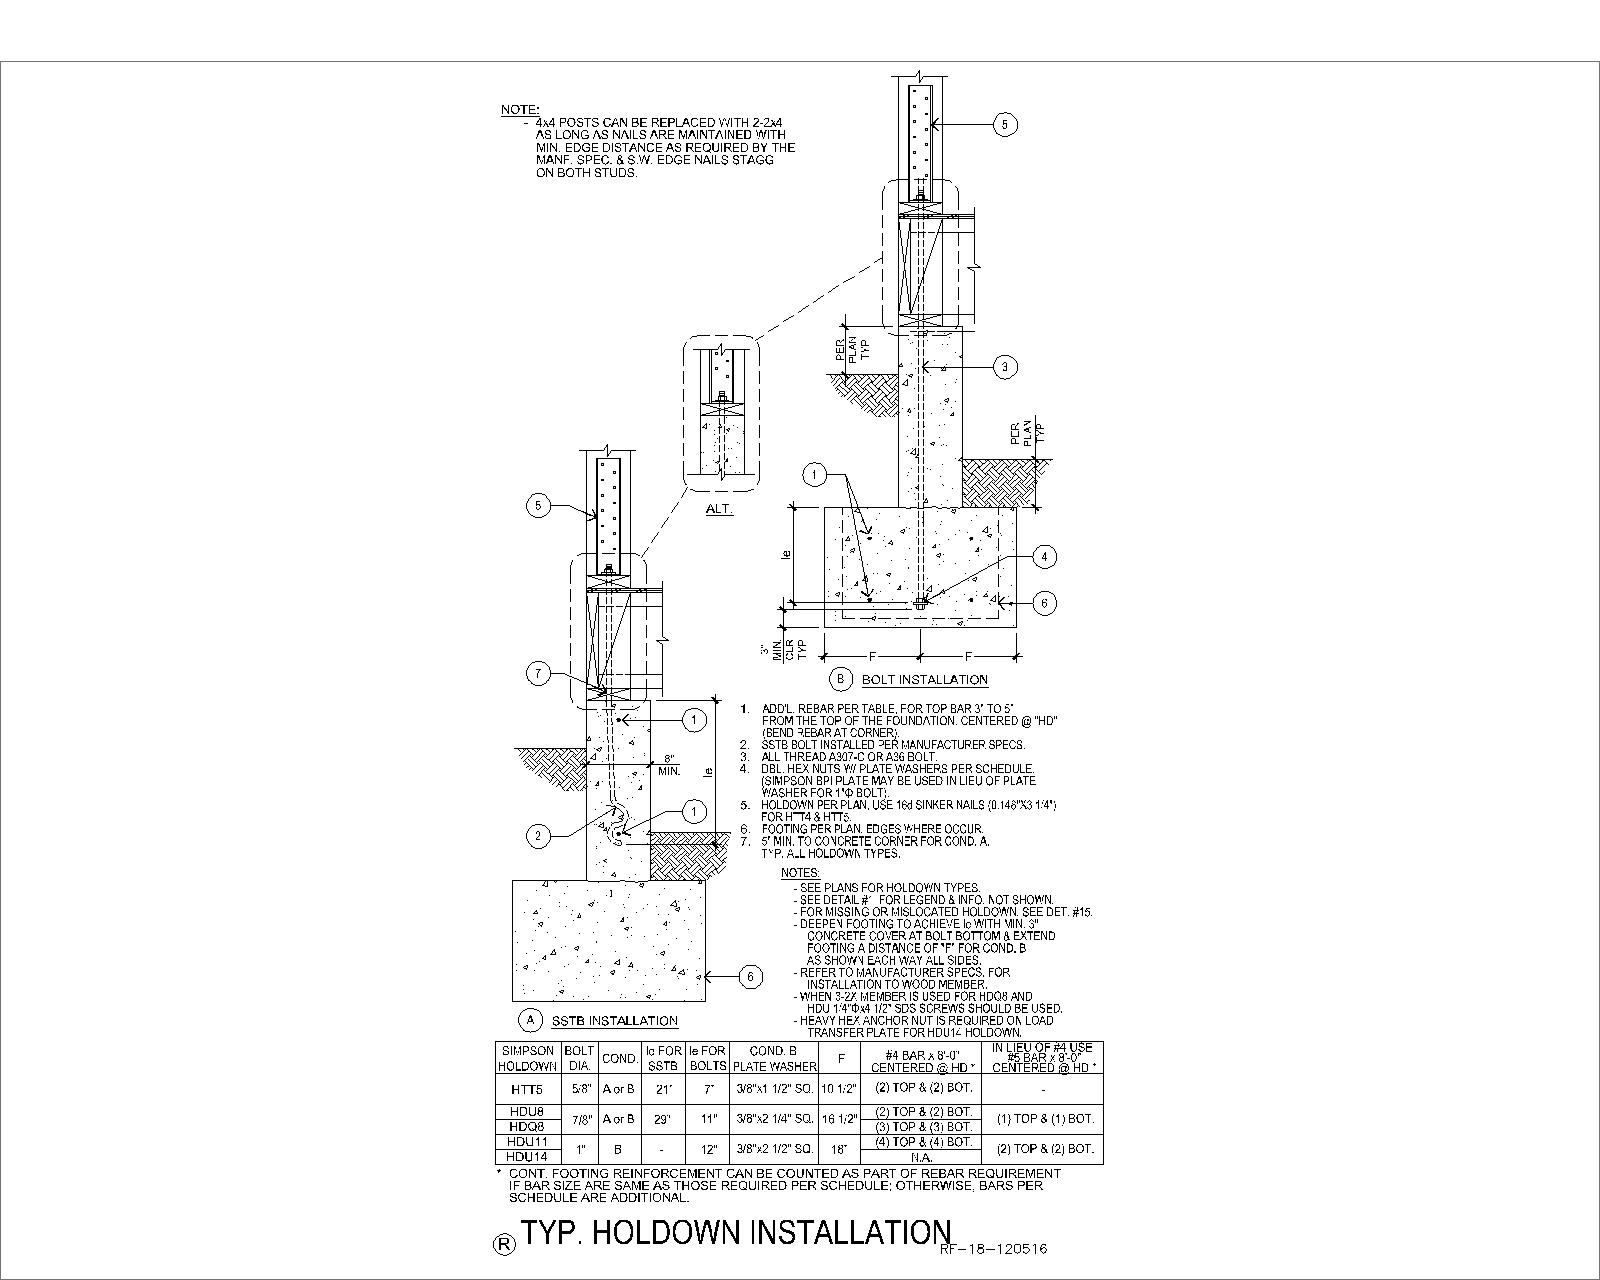 NOTE:
- 4x4 POSTS CAN BE REPLACED WITH 2-2x4
AS LONG AS NAILS ARE MAINTAINED WITH
MIN. EDGE DISTANCE AS REQUIRED BY THE
MANF. SPEC. & S.W. EDGE NAILS STAGG
ON BOTH STUDS.
5
PER PLAN TYP
3
PER PLAN TYP
1
ALT.
le
4
6
3" MIN. CLR TYP
F F
B BOLT INSTALLATION
5
7
1
8" MIN.
le
1
2
6
A SSTB INSTALLATION
1. ADD'L. REBAR PER TABLE, FOR TOP BAR 3" TO 5"
FROM THE TOP OF THE FOUNDATION. CENTERED @ "HD"
(BEND REBAR AT CORNER).
2. SSTB BOLT INSTALLED PER MANUFACTURER SPECS.
3. ALL THREAD A307-C OR A36 BOLT.
4. DBL. HEX NUTS W/ PLATE WASHERS PER SCHEDULE.
(SIMPSON BP1 PLATE MAY BE USED IN LIEU OF PLATE
WASHER FOR 1"Φ BOLT).
5. HOLDOWN PER PLAN, USE 16d SINKER NAILS (0.148"X3 1/4")
FOR HTT4 & HTT5.
6. FOOTING PER PLAN. EDGES WHERE OCCUR.
7. 5" MIN. TO CONCRETE CORNER FOR COND. A.
TYP. ALL HOLDOWN TYPES.
NOTES:
- SEE PLANS FOR HOLDOWN TYPES.
- SEE DETAIL #1 FOR LEGEND & INFO. NOT SHOWN.
- FOR MISSING OR MISLOCATED HOLDOWN. SEE DET. #15.
- DEEPEN FOOTING TO ACHIEVE le WITH MIN. 3"
CONCRETE COVER AT BOLT BOTTOM & EXTEND
FOOTING A DISTANCE OF "F" FOR COND. B
AS SHOWN EACH WAY ALL SIDES.
- REFER TO MANUFACTURER SPECS. FOR
INSTALLATION TO WOOD MEMBER.
- WHEN 3-2X MEMBER IS USED FOR HDQ8 AND
HDU 1/4"Φx4 1/2" SDS SCREWS SHOULD BE USED.
- HEAVY HEX ANCHOR NUT IS REQUIRED ON LOAD
TRANSFER PLATE FOR HDU14 HOLDOWN.
SIMPSON HOLDOWN BOLT DIA. COND. le FOR SSTB le FOR BOLTS COND. B PLATE WASHER F #4 BAR x 8'-0" CENTERED @ HD * IN LIEU OF #4 USE #5 BAR x 8'-0" CENTERED @ HD *
HTT5 5/8" A or B 21" 7" 3/8"x1 1/2" SQ. 10 1/2" (2) TOP & (2) BOT. -
HDU8 (2) TOP & (2) BOT.
7/8" A or B 29" 11" 3/8"x2 1/4" SQ. 16 1/2" (1) TOP & (1) BOT.
HDQ8 (3) TOP & (3) BOT.
HDU11 (4) TOP & (4) BOT.
1" B - 12" 3/8"x2 1/2" SQ. 18" (2) TOP & (2) BOT.
HDU14 N.A.
* CONT. FOOTING REINFORCEMENT CAN BE COUNTED AS PART OF REBAR REQUIREMENT
IF BAR SIZE ARE SAME AS THOSE REQUIRED PER SCHEDULE; OTHERWISE, BARS PER
SCHEDULE ARE ADDITIONAL.
R TYP. HOLDOWN INSTALLATION
RF-18-120516